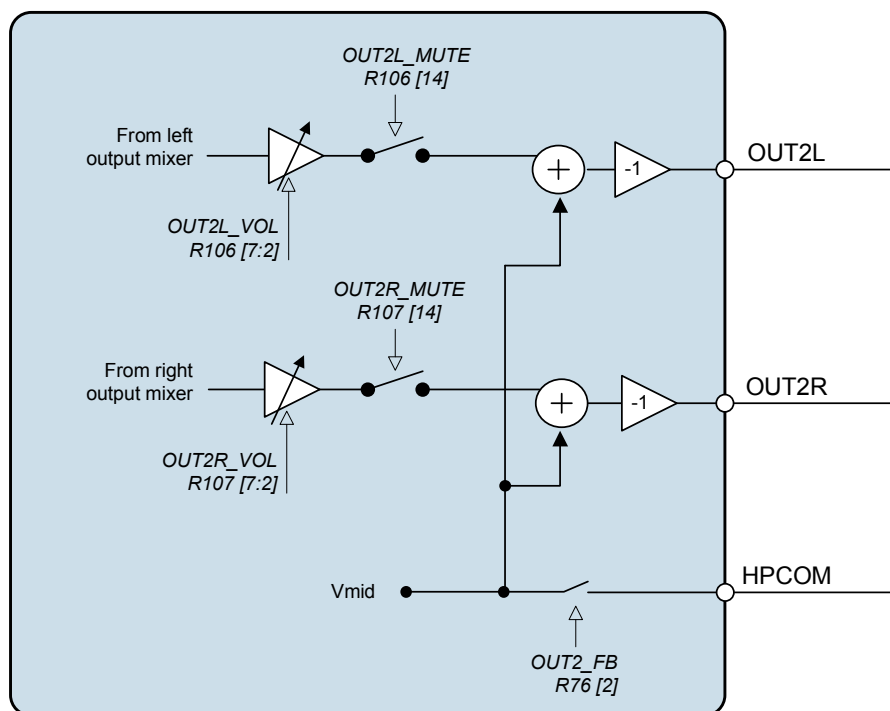 OUT2L_MUTE
R106 [14]
From left
output mixer
+
-1
OUT2L
OUT2L_VOL
R106 [7:2]
OUT2R_MUTE
R107 [14]
From right
output mixer
+
-1
OUT2R
OUT2R_VOL
R107 [7:2]
Vmid
HPCOM
OUT2_FB
R76 [2]